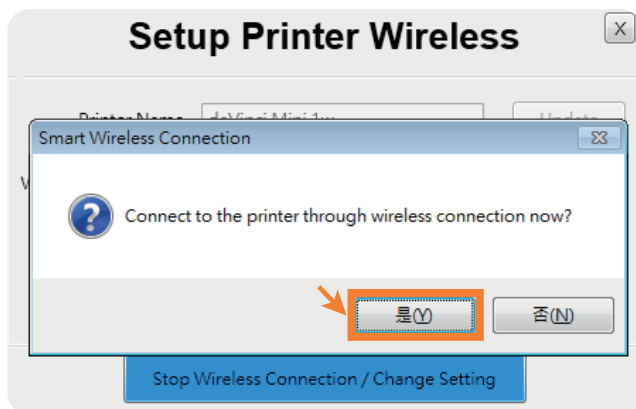 Setup Printer Wireless
X
Smart Wireless Connection
?
Connect to the printer through wireless connection now?
是(Y)
否(N)
Stop Wireless Connection / Change Setting